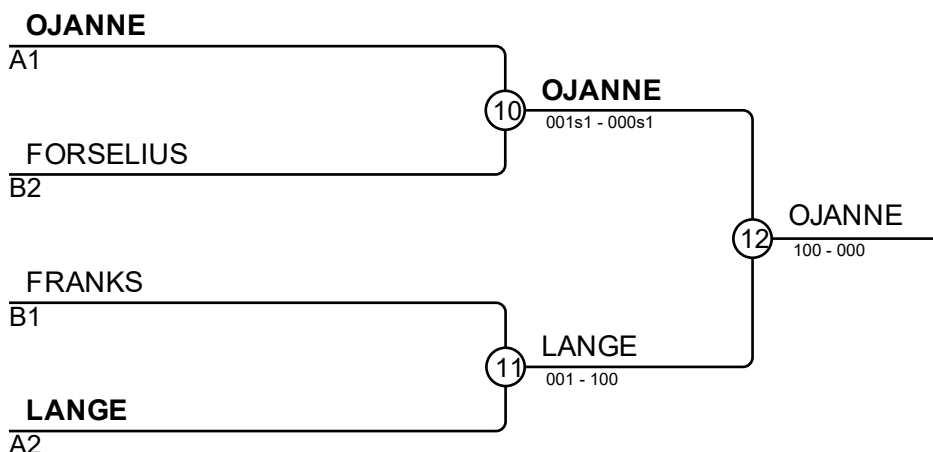 OJANNE
A1
FORSELIUS
B2
10
OJANNE
001s1 - 000s1
12
OJANNE
100 - 000
FRANKS
B1
11
LANGE
001 - 100
LANGE
A2